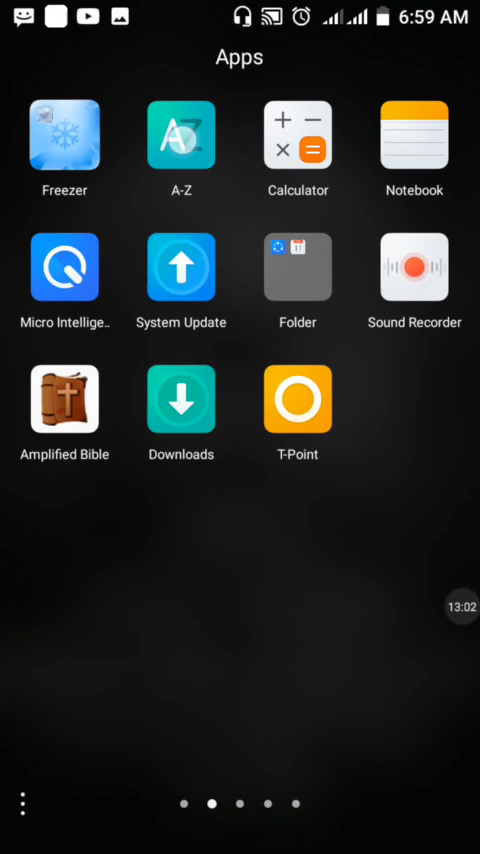 6:59 AM
Apps
Freezer
A-Z
Calculator
Notebook
Micro Intellige..
System Update
Folder
Sound Recorder
Amplified Bible
Downloads
T-Point
13:02